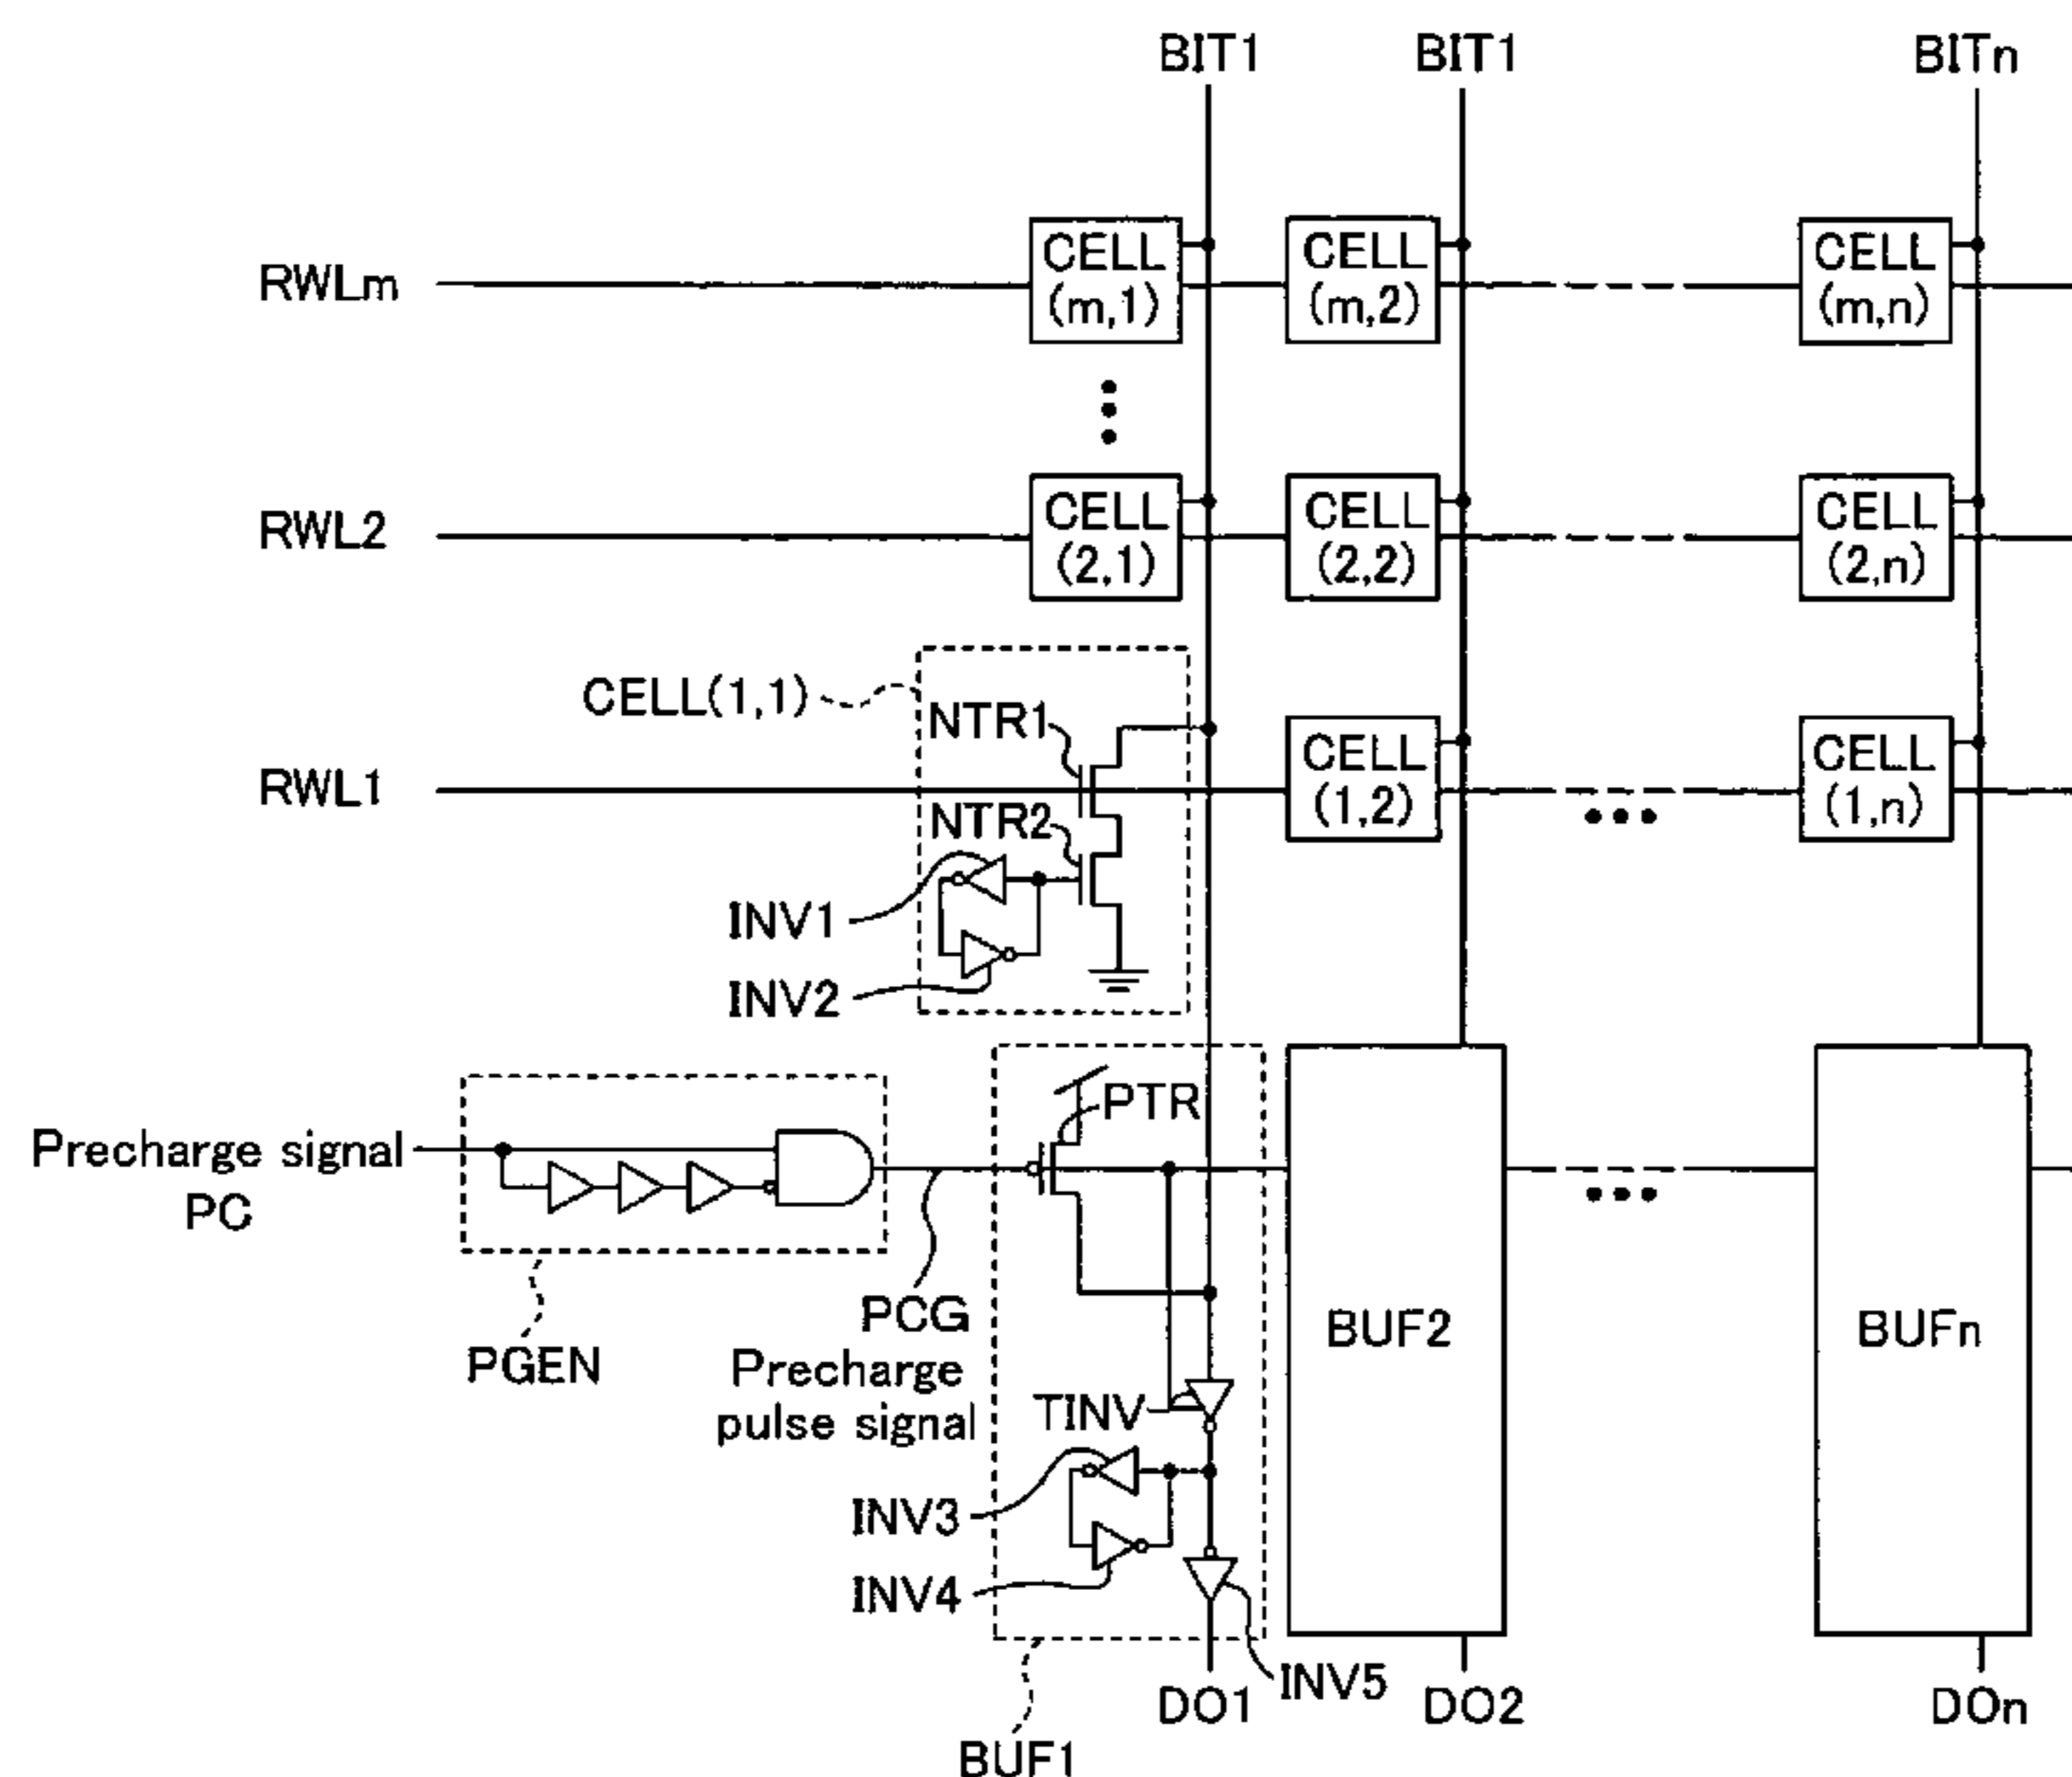 BIT1
BIT1
BITn
RWLm
CELL
(m,1)
CELL
(m,2)
CELL
(m,n)
RWL2
CELL
(2,1)
CELL
(2,2)
CELL
(2,n)
CELL(1,1)
NTR1
RWL1
CELL
(1,2)
CELL
(1,n)
NTR2
INV1
INV2
PTR
Precharge signal
PC
PCG
Precharge
pulse signal
PGEN
BUF2
BUFn
TINV
INV3
INV4
INV5
DO1
DO2
DOn
BUF1